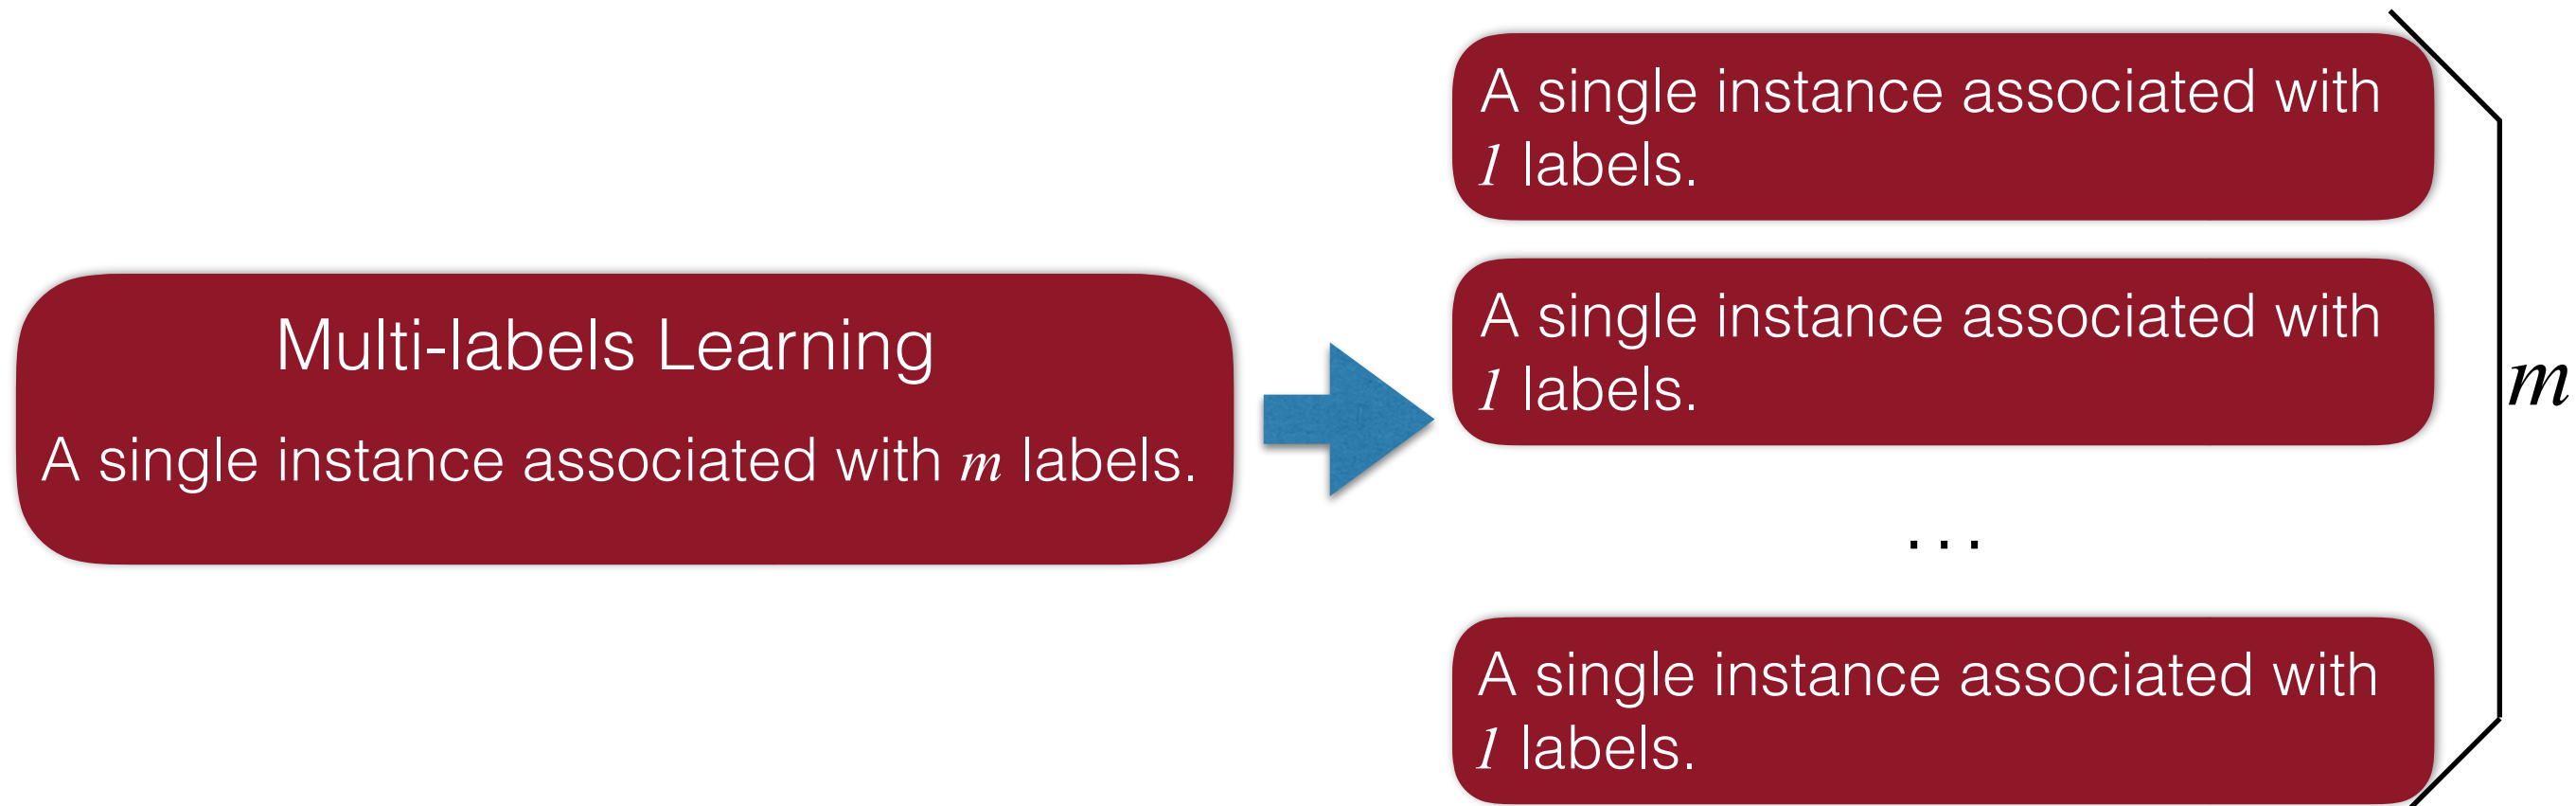 Multi-labels Learning
A single instance associated with m labels.
A single instance associated with
1 labels.
A single instance associated with
1 labels.
...
A single instance associated with
1 labels.
m